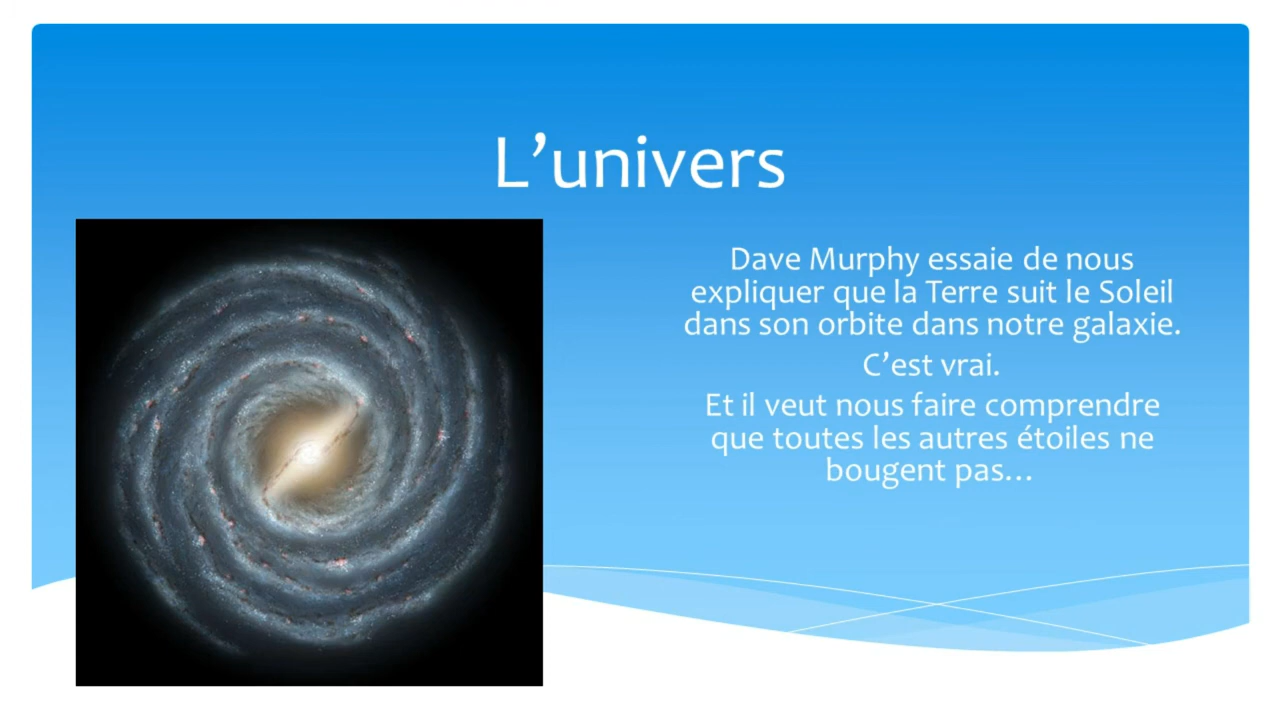 L’univers
Dave Murphy essaie de nous
expliquer que la Terre suit le Soleil
dans son orbite dans notre galaxie.
C’est vrai.
Et il veut nous faire comprendre
que toutes les autres étoiles ne
bougent pas…